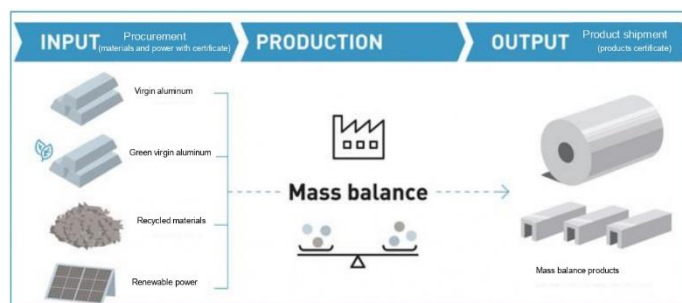 INPUT Procurement
(materials and power with certificate)
PRODUCTION
OUTPUT Product shipment
(products certificate)
Virgin aluminum
Green virgin aluminum
Recycled materials
Renewable power
Mass balance
Mass balance products